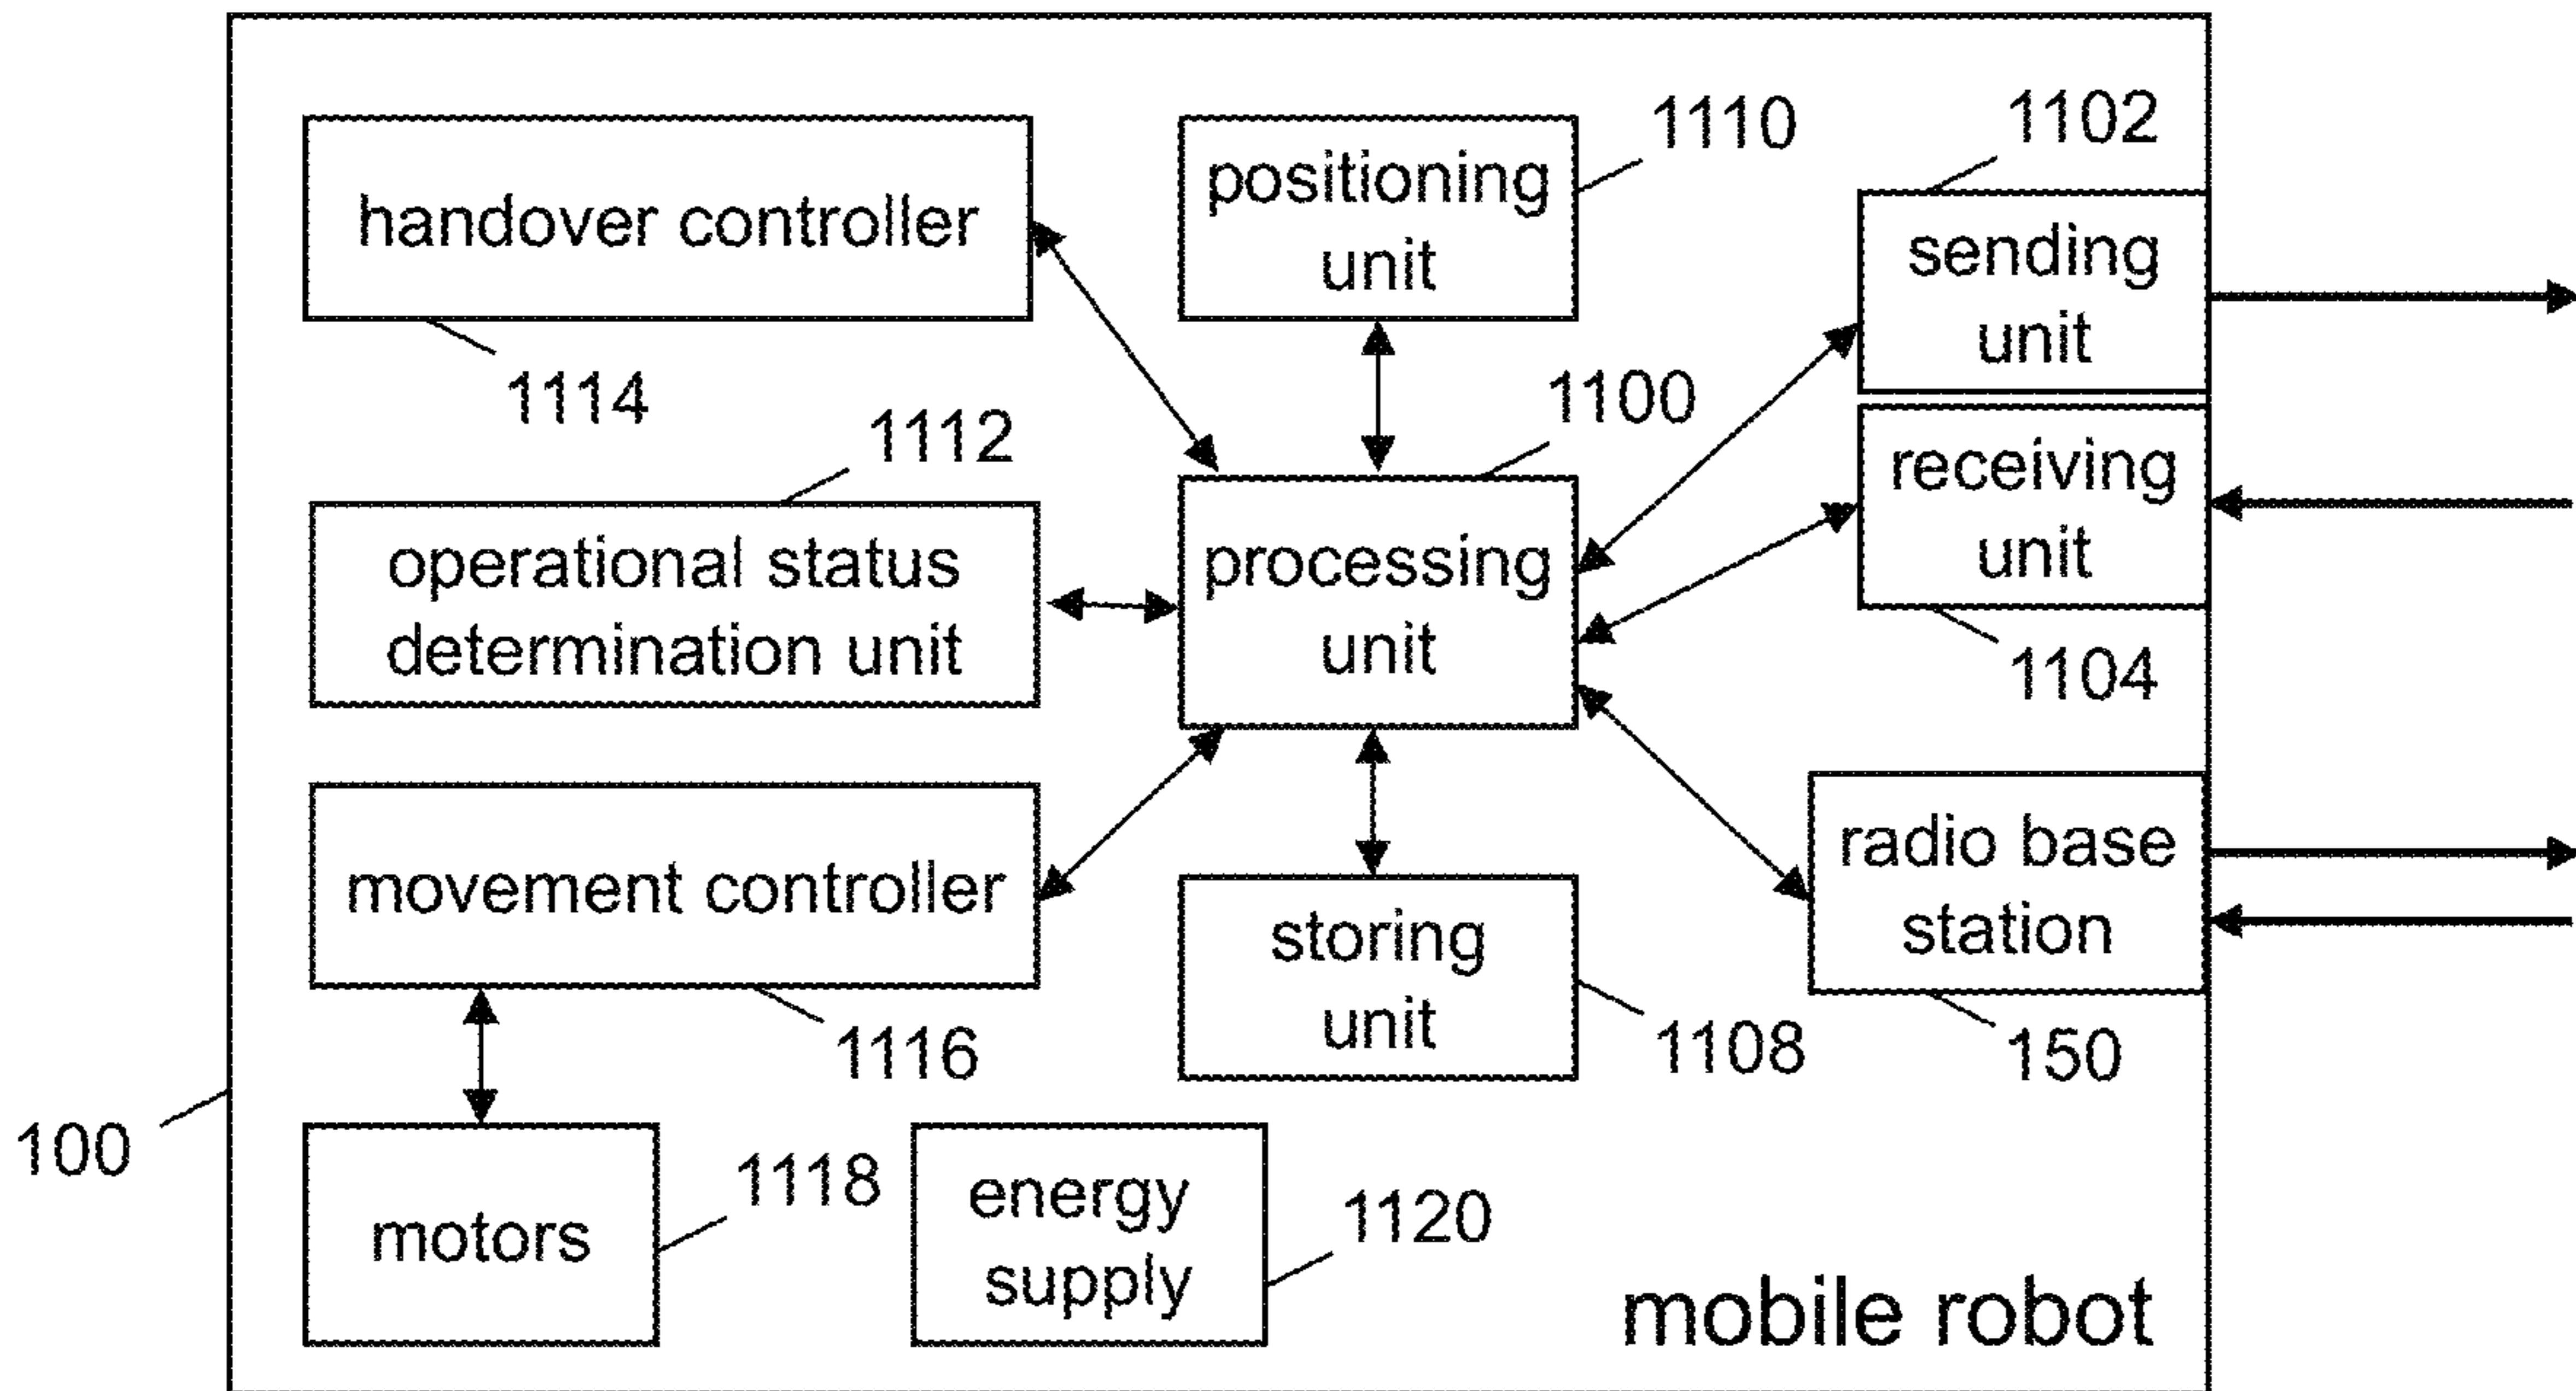 1110
1102
handover controller
positioning
unit
sending
unit
1114
1100
1112
receiving
unit
operational status
determination unit
processing
unit
1104
movement controller
radio base
station
storing
unit
1116
1108
150
100
motors
1118
energy
supply
1120
mobile robot